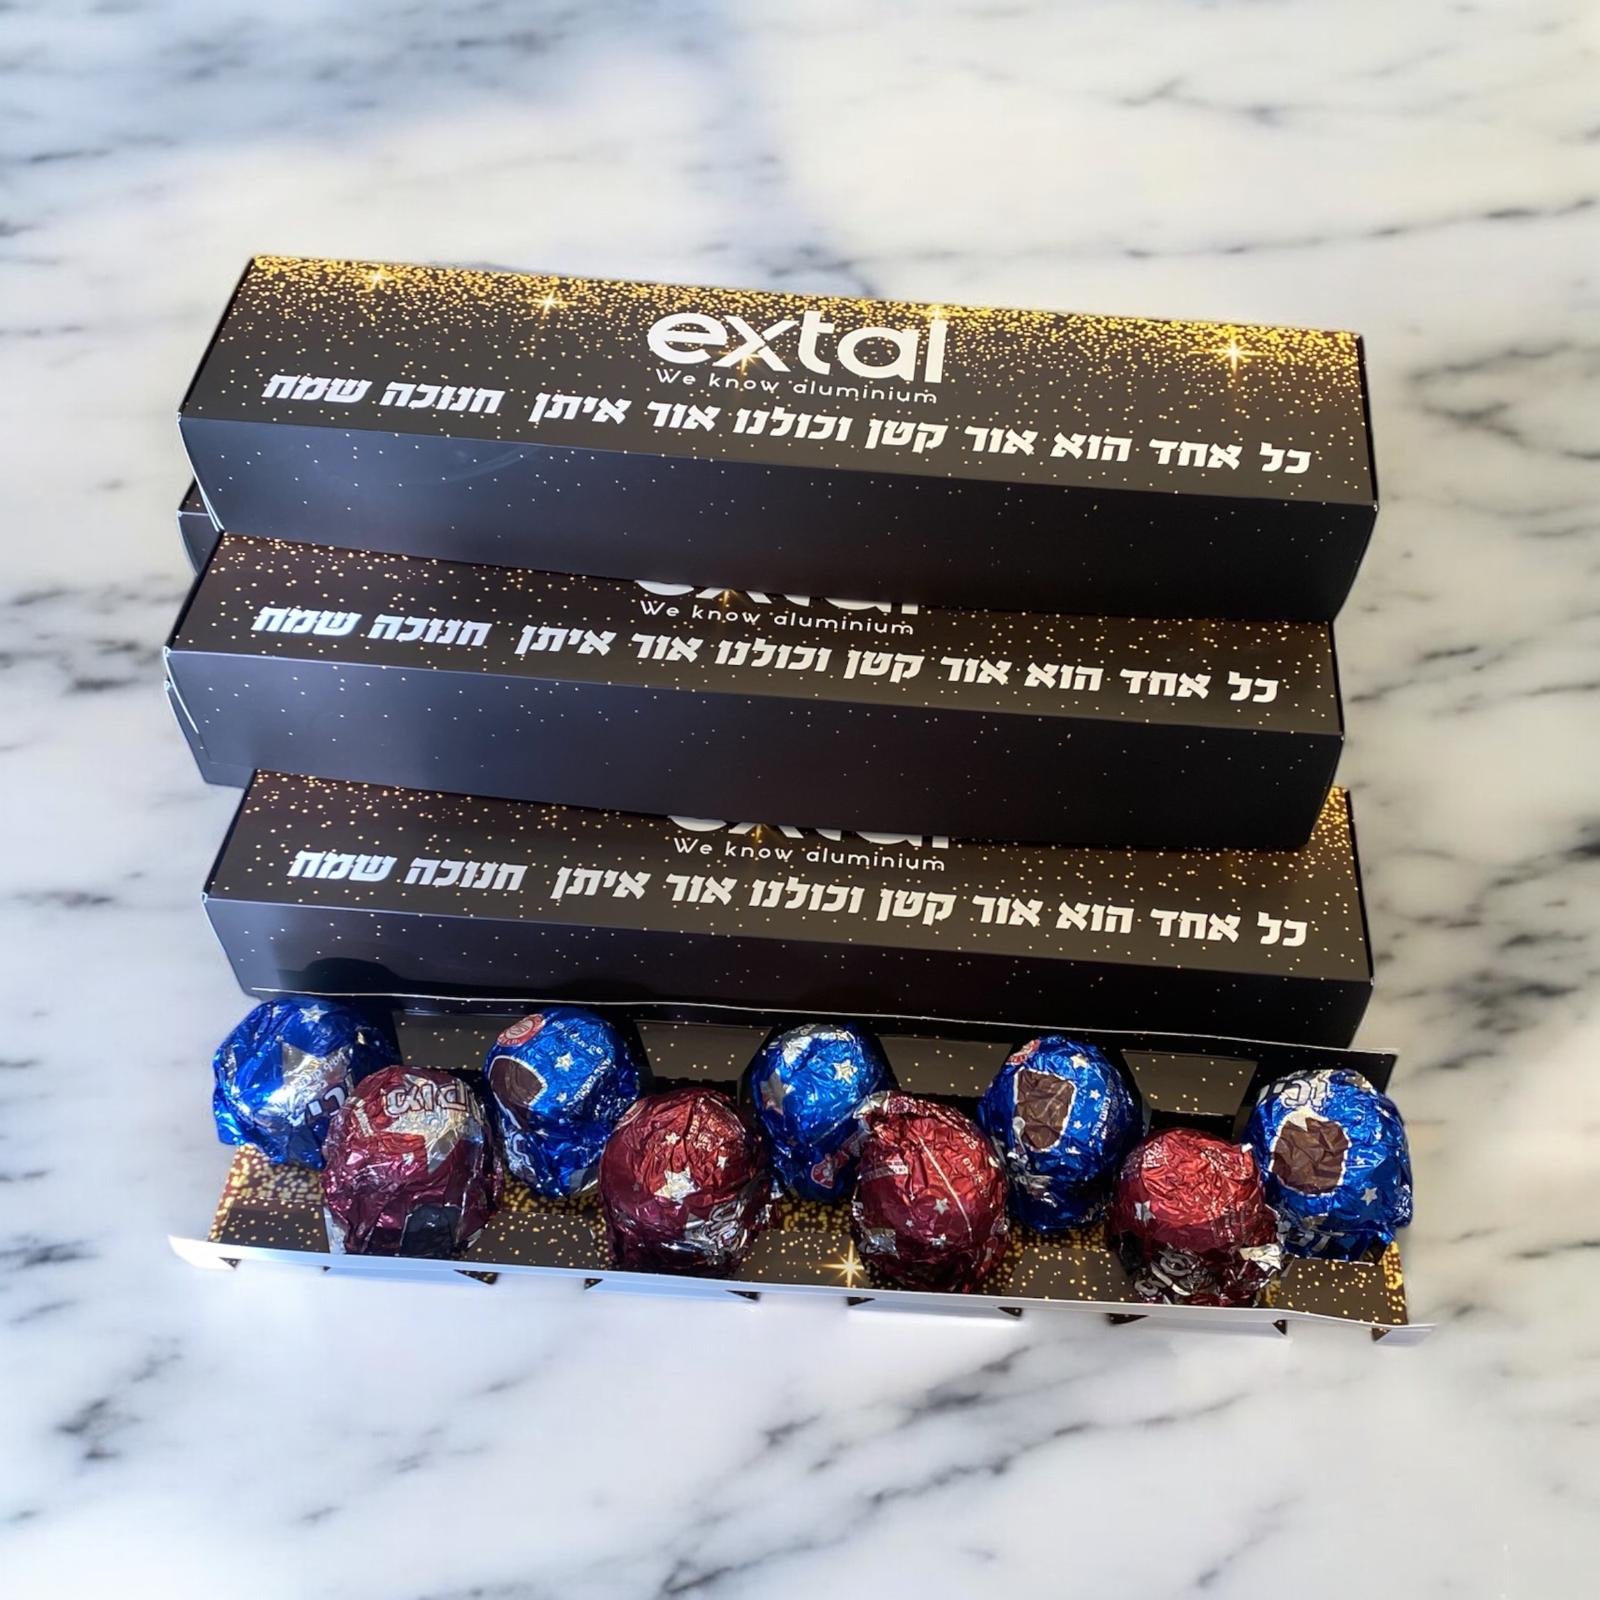 extal
We know aluminium
כל אחד הוא אור קטן וכולנו אור איתן חנוכה שמח
We know aluminium
כל אחד הוא אור קטן וכולנו אור איתן חנוכה שמח
We know aluminium
כל אחד הוא אור קטן וכולנו אור איתן חנוכה שמח